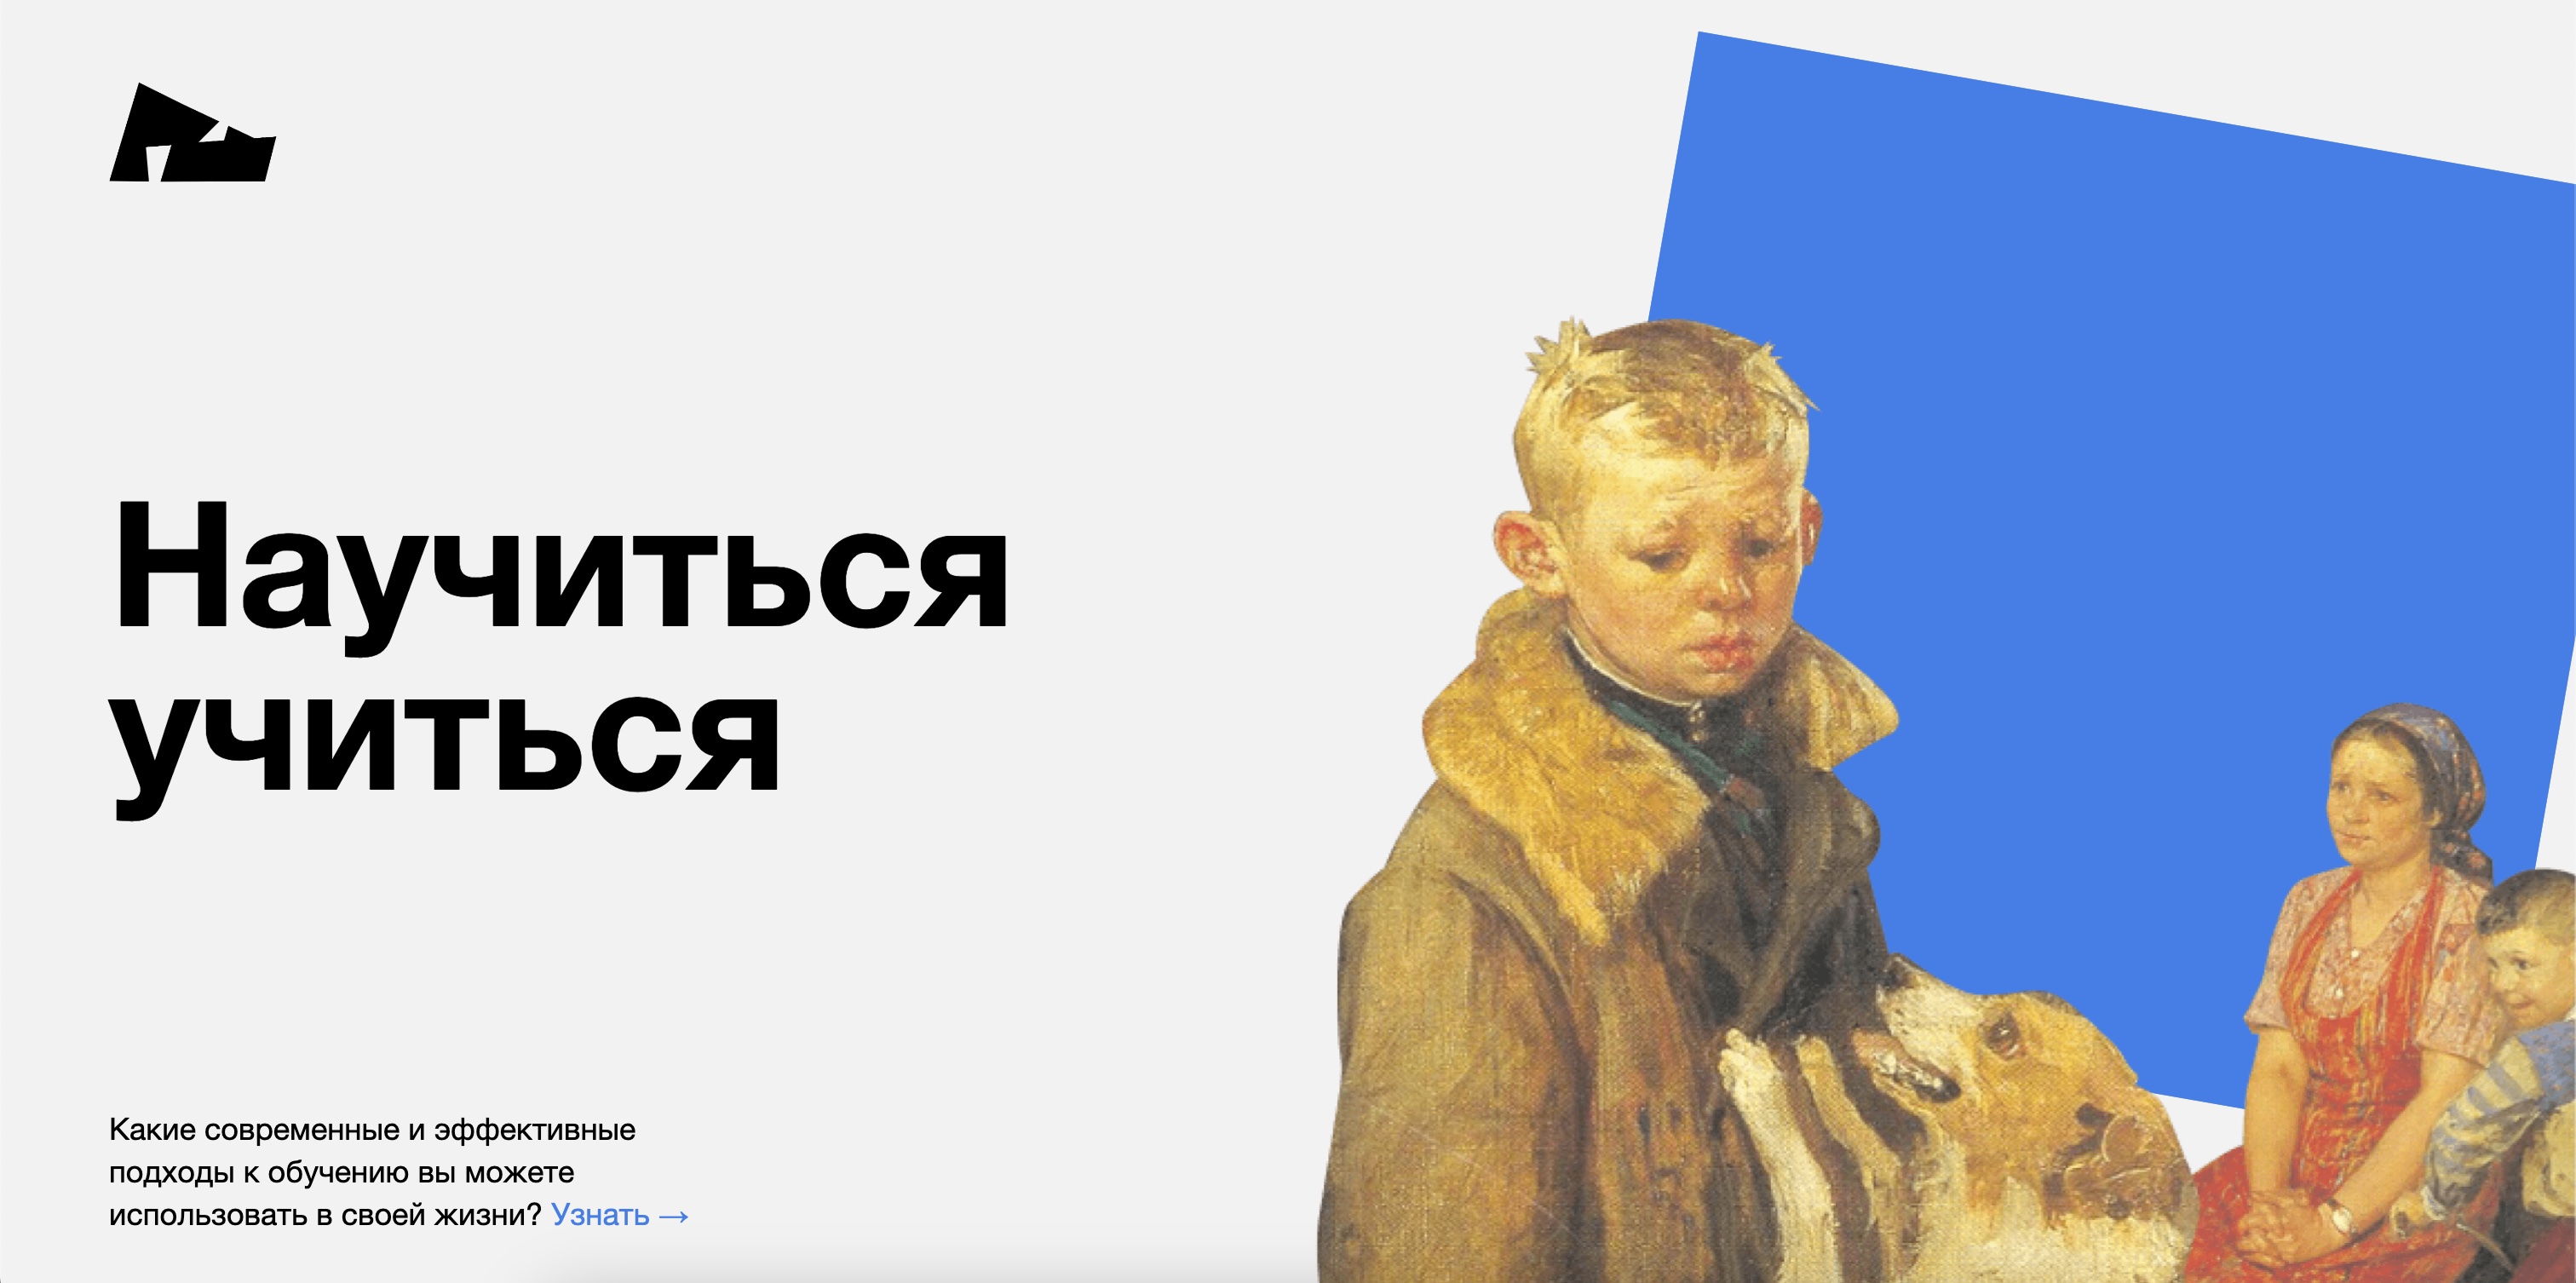 Научиться
учиться
Какие современные и эффективные
подходы к обучению вы можете
использовать в своей жизни? Узнать →